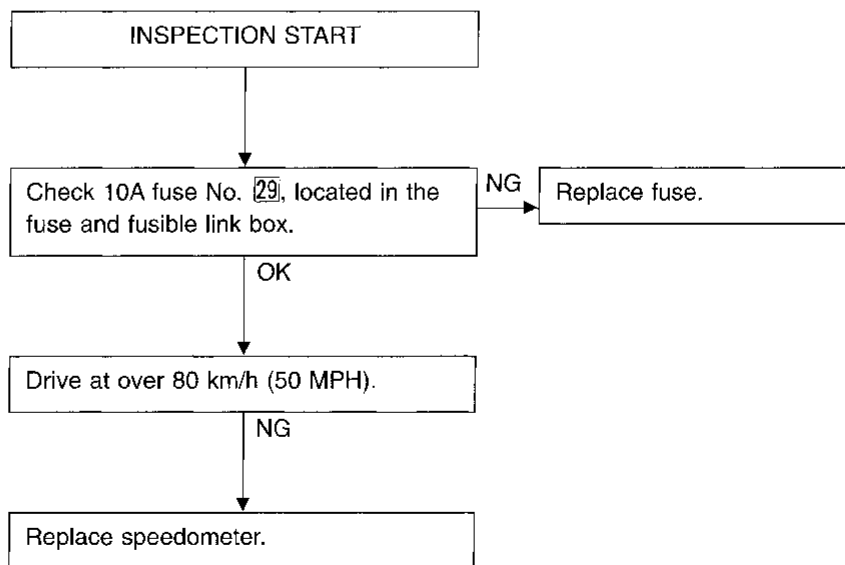 INSPECTION START
Check 10A fuse No. 29, located in the
fuse and fusible link box.
NG
Replace fuse.
OK
Drive at over 80 km/h (50 MPH).
NG
Replace speedometer.